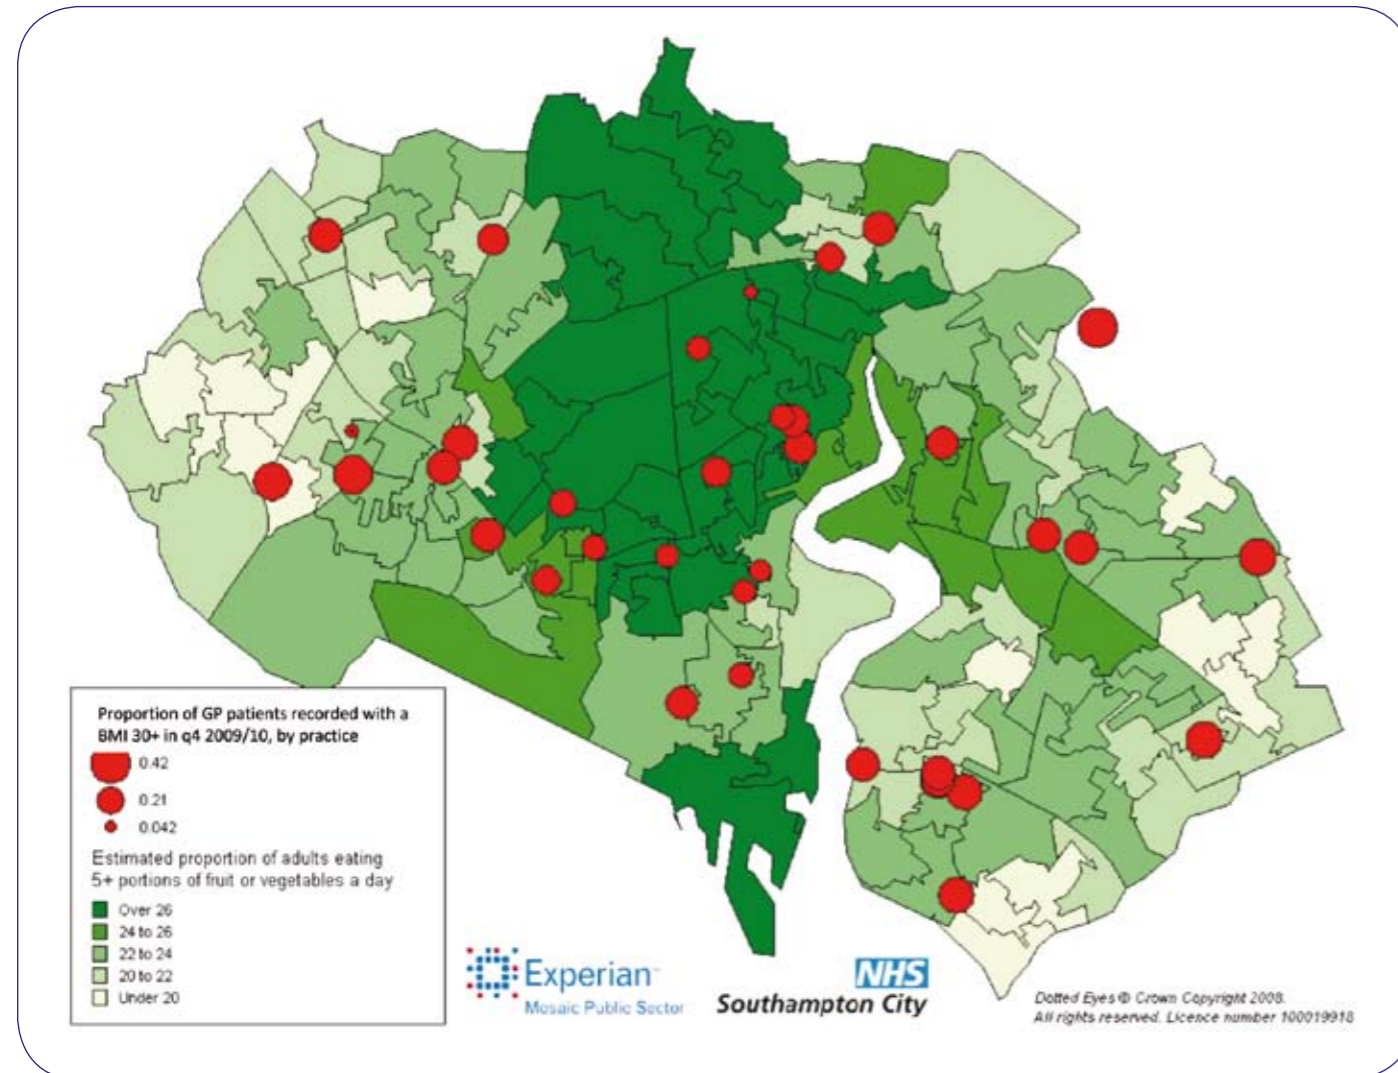 Proportion of GP patients recorded with a
BMI 30+ in q4 2009/10, by practice
0.42
0.21
0.042
Estimated proportion of adults eating
5+ portions of fruit or vegetables a day
Over 26
24 to 26
22 to 24
20 to 22
Under 20
Experian™
Mosaic Public Sector
NHS
Southampton City
Dotted Eyes © Crown Copyright 2008.
All rights reserved. Licence number 100019918